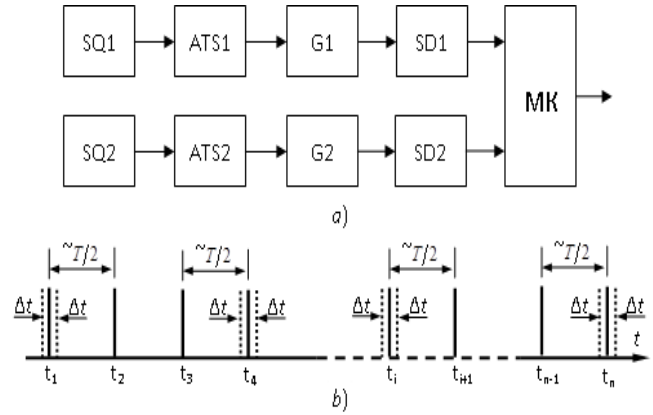 SQ1 ATS1 G1 SD1
МК
SQ2 ATS2 G2 SD2
a)
~T/2 ~T/2 ~T/2 ~T/2
Δt Δt Δt Δt Δt Δt Δt Δt
t
t₁ t₂ t₃ t₄ tᵢ tᵢ₊₁ tₙ₋₁ tₙ
b)